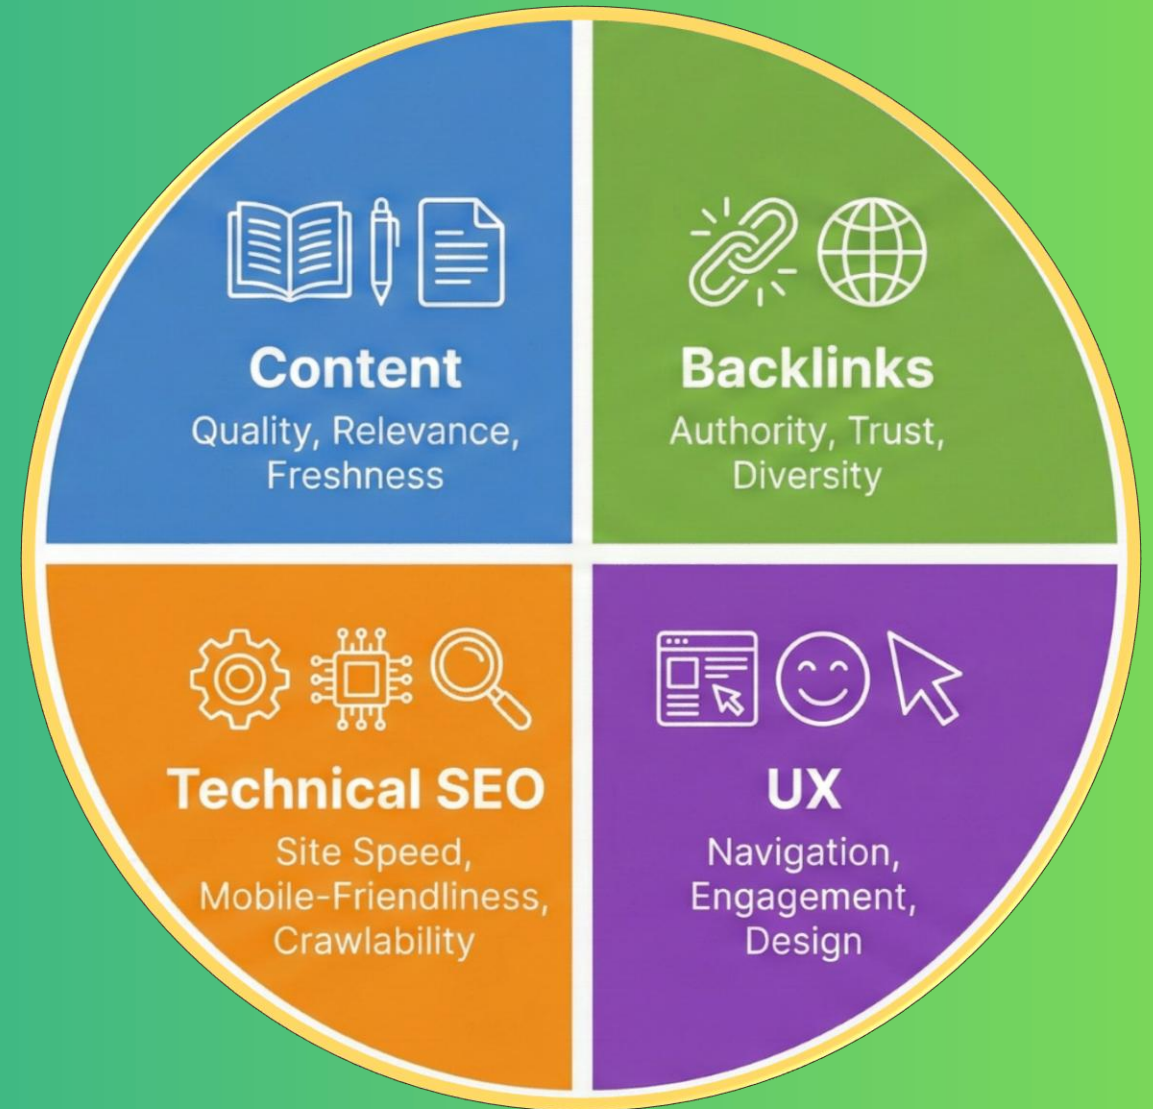 Content
Quality, Relevance,
Freshness
Backlinks
Authority, Trust,
Diversity
Technical SEO
Site Speed,
Mobile-Friendliness,
Crawlability
UX
Navigation,
Engagement,
Design